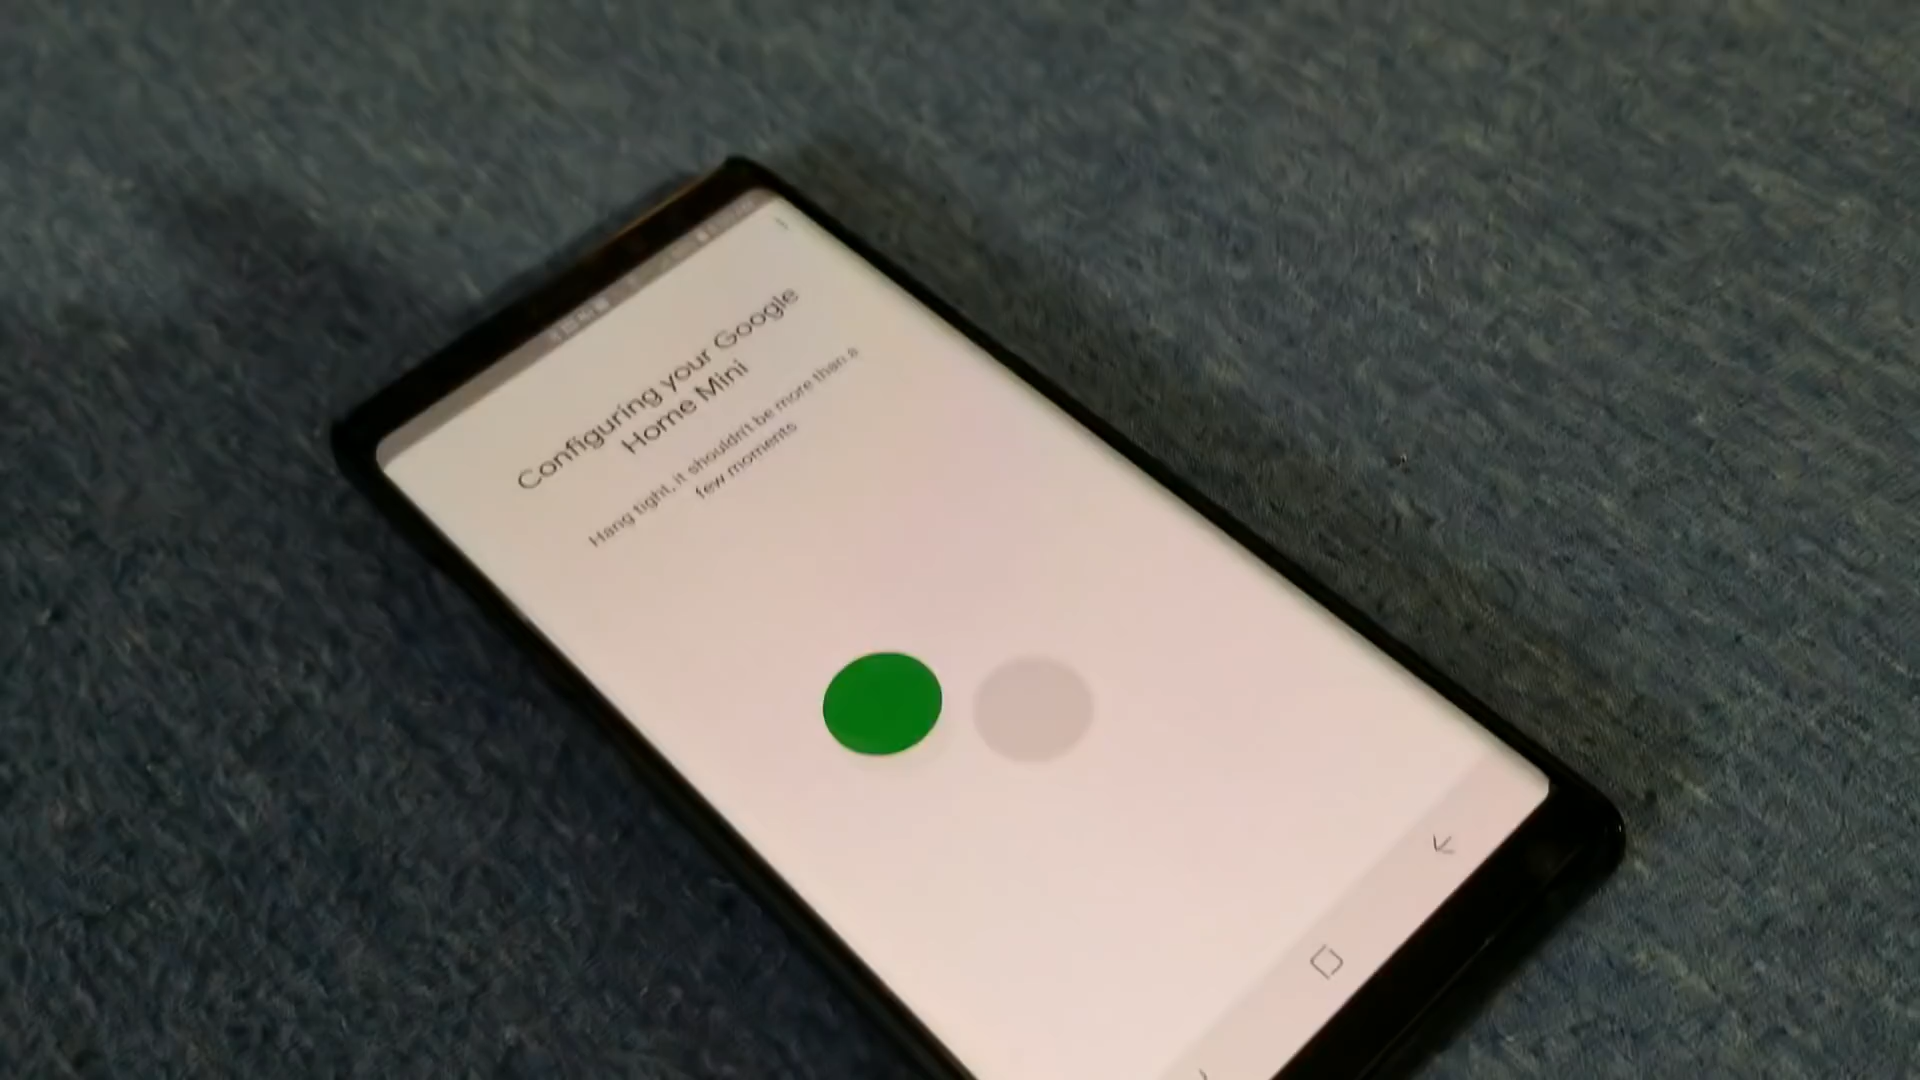 Configuring your Google
Home Mini
Hang tight, it shouldn't be more than a
few moments